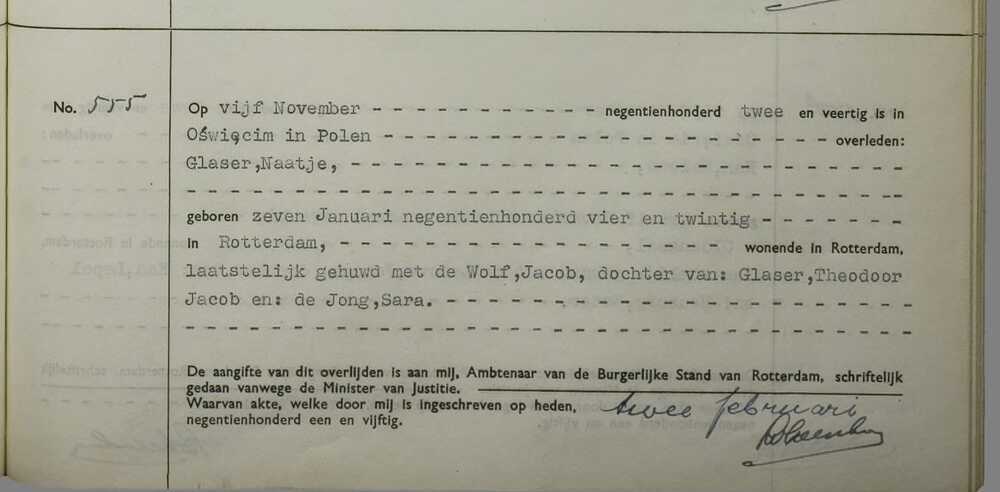 No. 555
Op vijf November - - - - - - - - - - - - negentienhonderd twee en veertig is in
Oświęcim in Polen - - - - - - - - - - - - - - - - - - - - - - - overleden:
Glaser,Naatje, - - - - - - - - - - - - - - - - - - - - - - - - - - - - -
- - - - - - - - - - - - - - - - - - - - - - - - - - - - - - - - - - - - - -
geboren zeven Januari negentienhonderd vier en twintig - - - - - - -
in Rotterdam, - - - - - - - - - - - - - - - - - - - - wonende in Rotterdam,
laatstelijk gehuwd met de Wolf,Jacob, dochter van: Glaser,Theodoor
Jacob en: de Jong,Sara. - - - - - - - - - - - - - - - - - - - - - - - - -
- - - - - - - - - - - - - - - - - - - - - - - - - - - - - - - - - - - - - -
De aangifte van dit overlijden is aan mij, Ambtenaar van de Burgerlijke Stand van Rotterdam, schriftelijk
gedaan vanwege de Minister van Justitie.
Waarvan akte, welke door mij is ingeschreven op heden, twee februari
negentienhonderd een en vijftig.